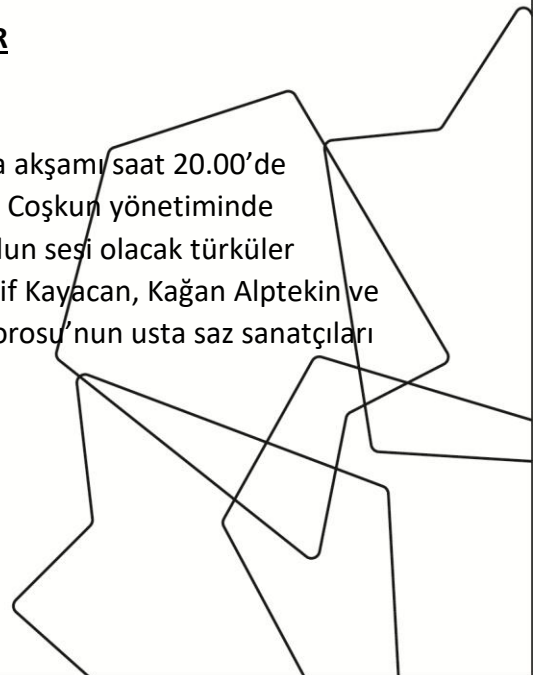 R
a akşamı saat 20.00’de
Coşkun yönetiminde
lun sesi olacak türküler
if Kayacan, Kağan Alptekin ve
orosu’nun usta saz sanatçıları